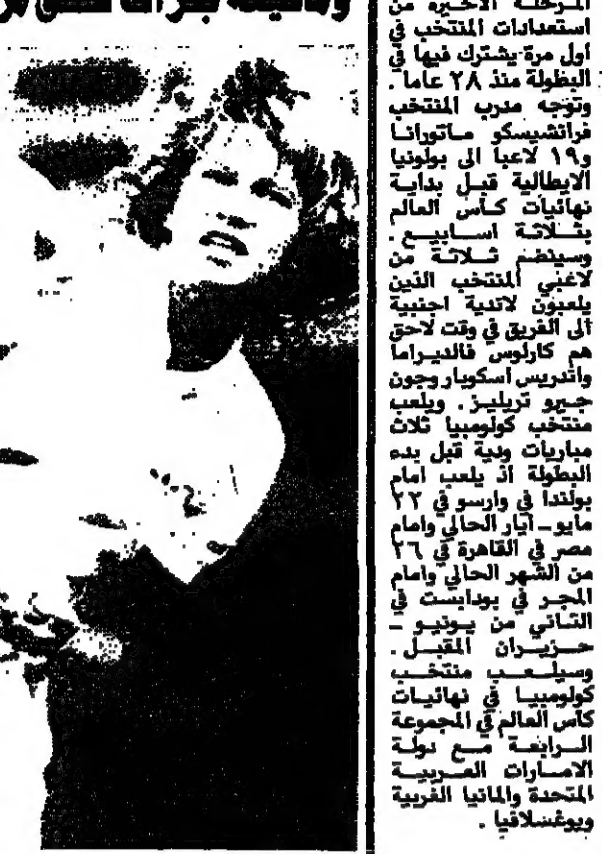 المرحلة الأخيرة من
استعدادات المنتخب في
اول مرة يشترك فيها في
البطولة منذ ٢٨ عاما .
وتوجه مدرب المنتخب
فرانشيسكو ماتورانا
و١٩ لاعبا الى بولونيا
الايطالية قبل بداية
نهائيات كأس العالم
بثلاثة اسابيع .
وسينضم ثلاثة من
لاعبي المنتخب الذين
يلعبون لاندية اجنبية
الى الفريق في وقت لاحق
هم كارلوس فالديراما
واندريس اسكوبار وجون
جيرو تريليز . ويلعب
منتخب كولومبيا ثلاث
مباريات ودية قبل بدء
البطولة اذ يلعب امام
بولندا في وارسو في ٢٢
مايو ـ ايار الحالي وامام
مصر في القاهرة في ٢٦
من الشهر الحالي وامام
المجر في بودابست في
الثاني من يونيو ـ
حزيران المقبل .
وسيلعب منتخب
كولومبيا في نهائيات
كأس العالم في المجموعة
الرابعة مع دولة
الامارات العربية
المتحدة والمانيا الغربية
ويوغسلافيا .